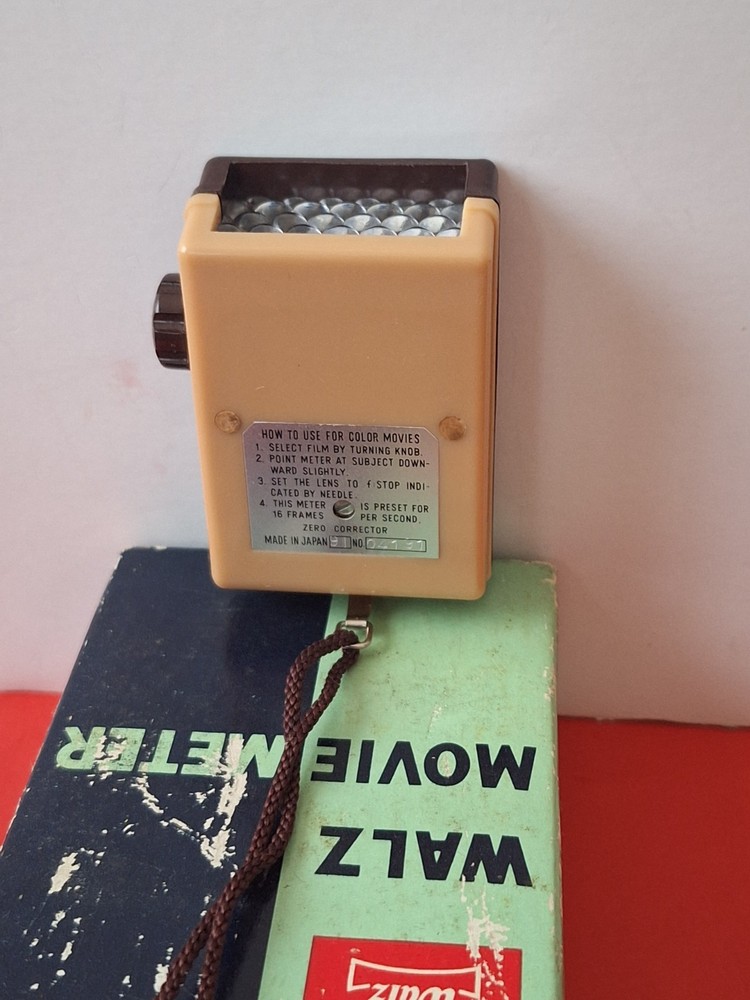 HOW TO USE FOR COLOR MOVIES
1. SELECT FILM BY TURNING KNOB.
2. POINT METER AT SUBJECT DOWN-
WARD SLIGHTLY.
3. SET THE LENS TO f-STOP INDI-
CATED BY NEEDLE.
4. THIS METER IS PRESET FOR
16 FRAMES PER SECOND.
ZERO CORRECTOR
MADE IN JAPAN NO
WALZ
MOVIE METER
Walz